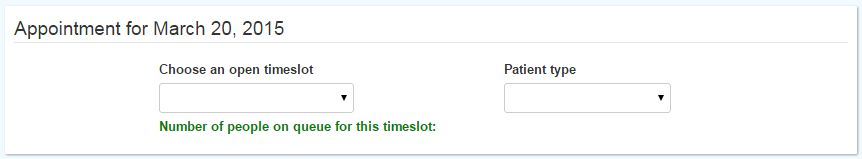 Appointment for March 20, 2015
Choose an open timeslot
Patient type
Number of people on queue for this timeslot: